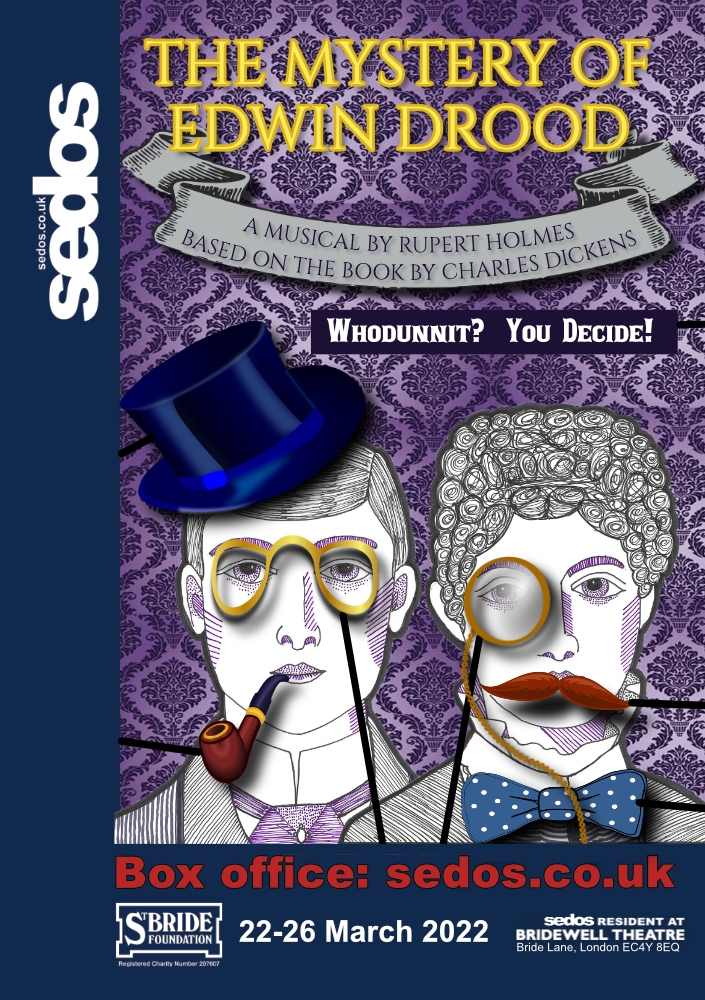 THE MYSTERY OF
EDWIN DROOD
sedos
sedos.co.uk
A MUSICAL BY RUPERT HOLMES
BASED ON THE BOOK BY CHARLES DICKENS
WHODUNNIT? YOU DECIDE!
Box office: sedos.co.uk
ST BRIDE
FOUNDATION
Registered Charity Number 207607
22-26 March 2022
sedos RESIDENT AT
BRIDEWELL THEATRE
Bride Lane, London EC4Y 8EQ